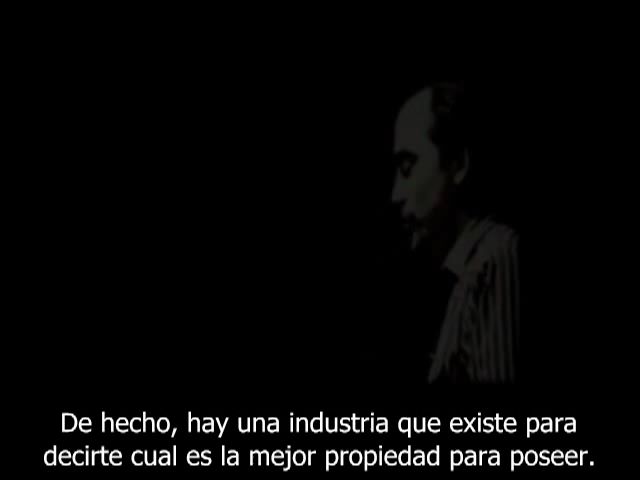 De hecho, hay una industria que existe para
decirte cual es la mejor propiedad para poseer.